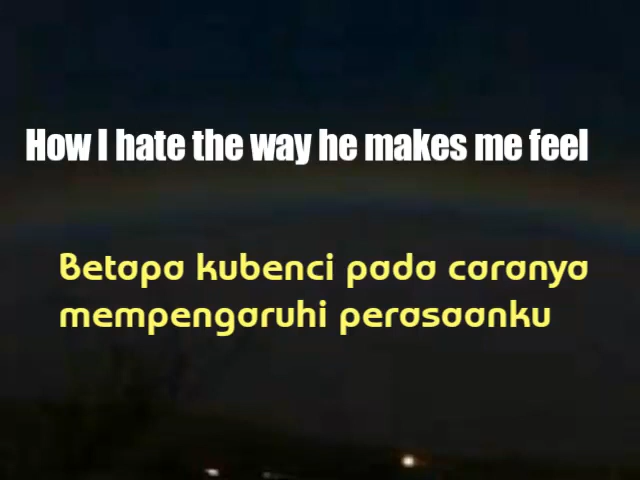 How I hate the way he makes me feel
Betapa kubenci pada caranya
mempengaruhi perasaanku